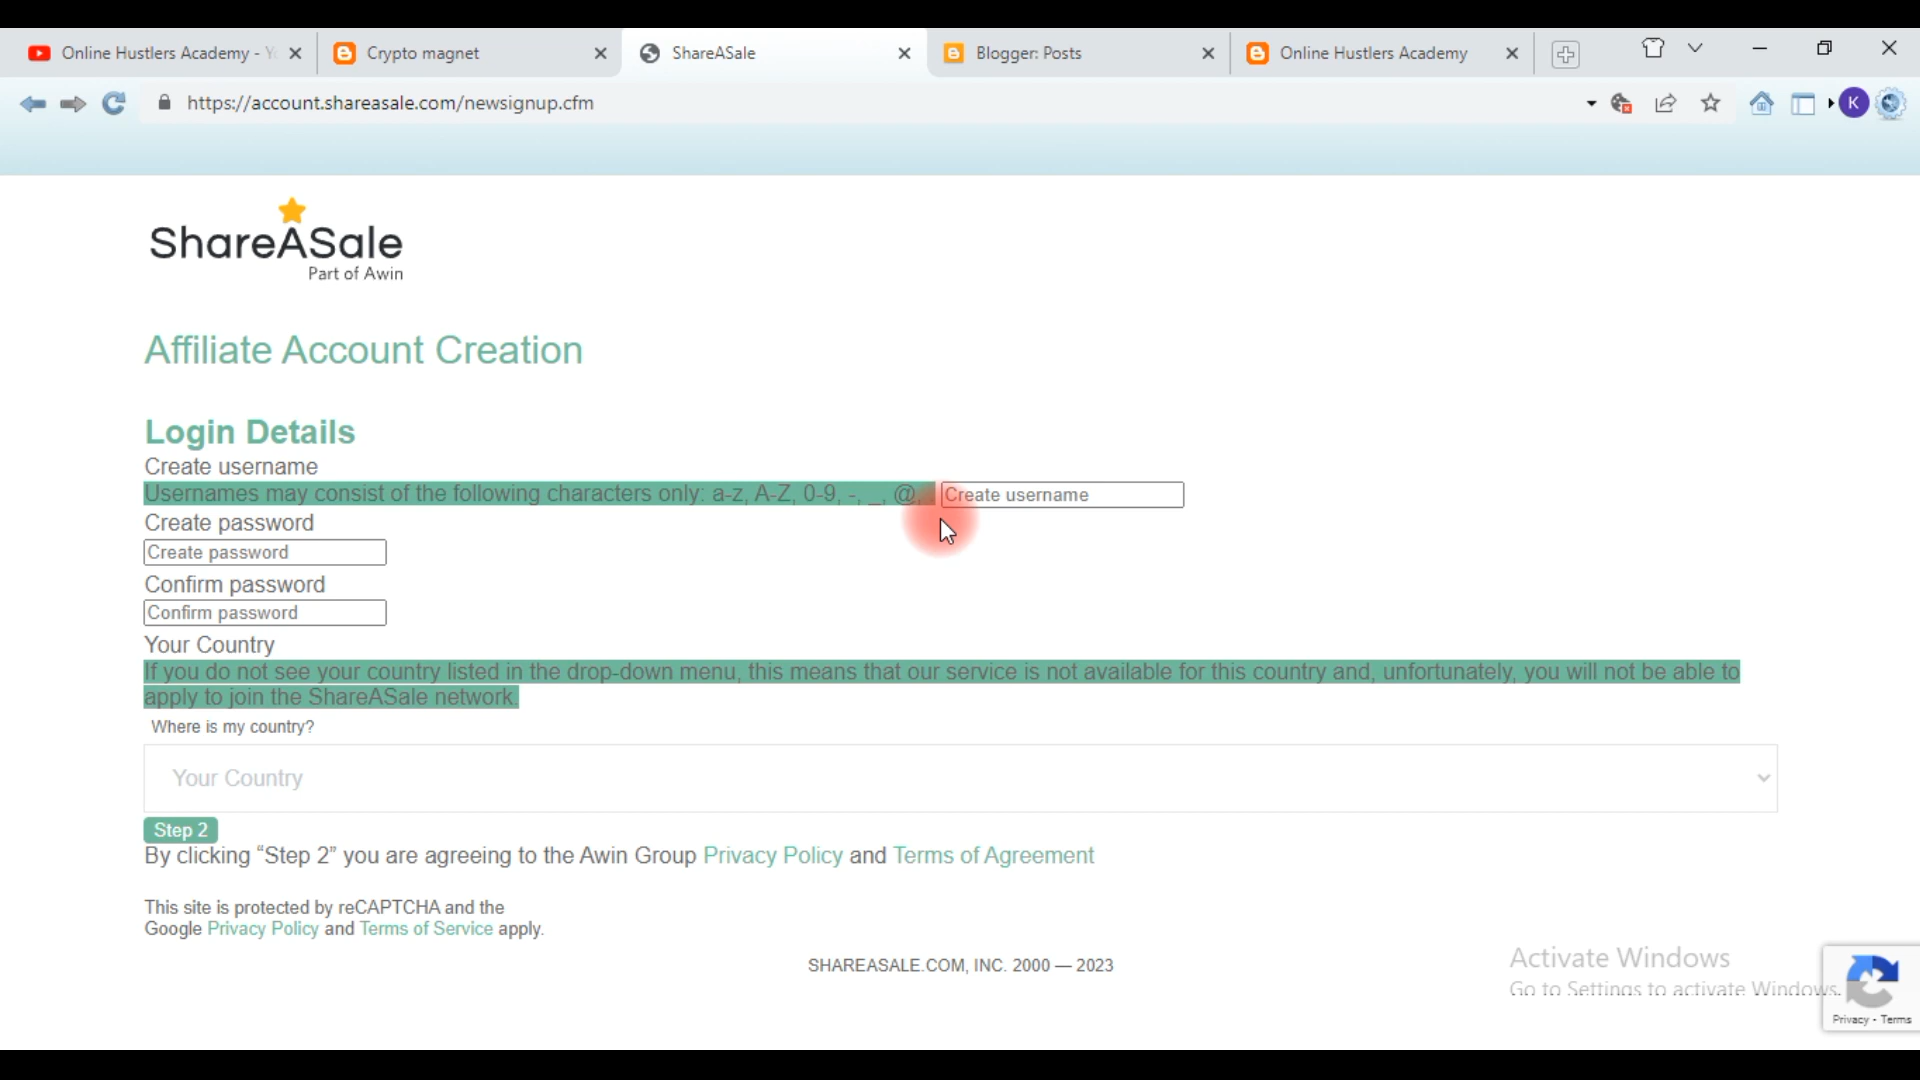 Online Hustlers Academy -
Crypto magnet
ShareASale
Blogger: Posts
Online Hustlers Academy
https://account.shareasale.com/newsignup.cfm
K
ShareASale
Part of Awin
Affiliate Account Creation
Login Details
Create username
Usernames may consist of the following characters only: a-z, A-Z, 0-9, -, _, @,
Create username
Create password
Create password
Confirm password
Confirm password
Your Country
If you do not see your country listed in the drop-down menu, this means that our service is not available for this country and, unfortunately, you will not be able to
apply to join the ShareASale network.
Where is my country?
Your Country
Step 2
By clicking “Step 2” you are agreeing to the Awin Group Privacy Policy and Terms of Agreement
This site is protected by reCAPTCHA and the
Google Privacy Policy and Terms of Service apply.
SHAREASALE.COM, INC. 2000 — 2023
Activate Windows
Go to Settings to activate Windows.
Privacy - Terms